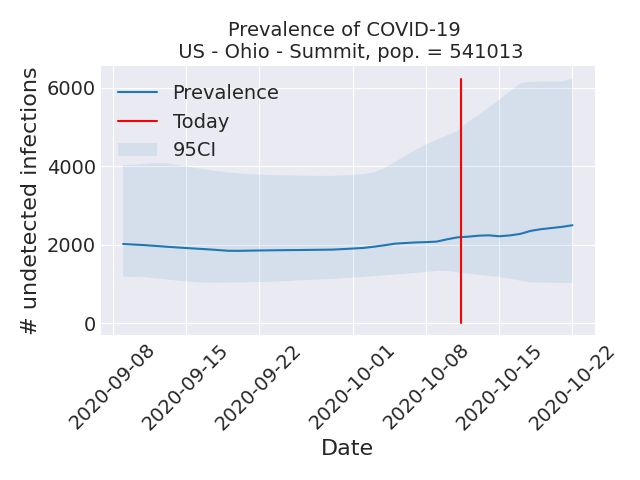 Prevalence of COVID-19
US - Ohio - Summit, pop. = 541013
# undetected infections
6000
4000
2000
0
Prevalence
Today
95CI
2020-09-08
2020-09-15
2020-09-22
2020-10-01
2020-10-08
2020-10-15
2020-10-22
Date